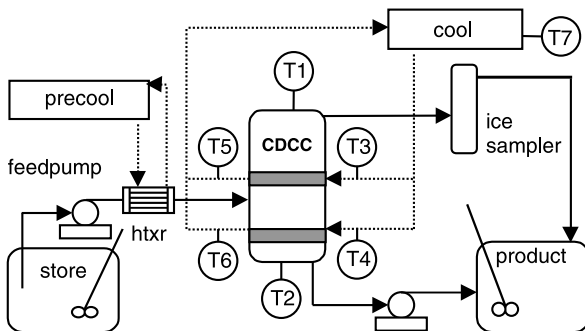 cool
T7
T1
precool
CDCC
ice
sampler
T5
T3
feedpump
htxr
T6
T4
store
T2
product